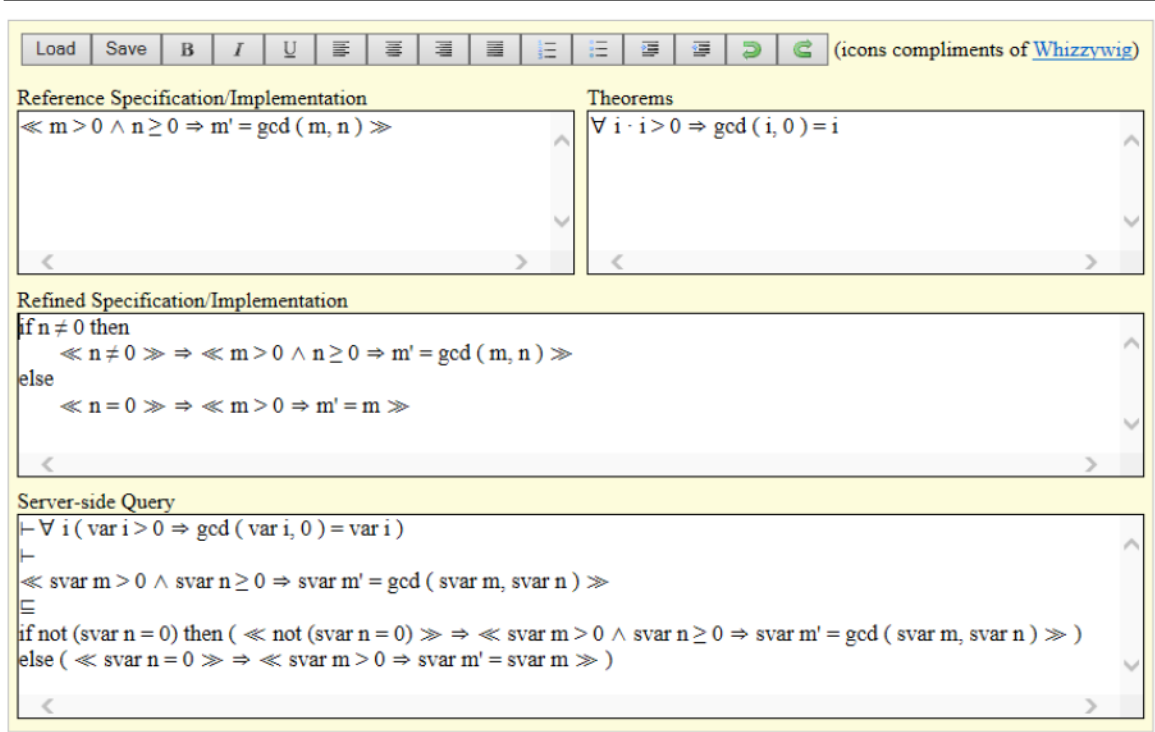 Load Save B I U (icons compliments of Whizzywig)
Reference Specification/Implementation
≪ m > 0 ∧ n ≥ 0 ⇒ m' = gcd ( m, n ) ≫
Theorems
∀ i · i > 0 ⇒ gcd ( i, 0 ) = i
Refined Specification/Implementation
if n ≠ 0 then
≪ n ≠ 0 ≫ ⇒ ≪ m > 0 ∧ n ≥ 0 ⇒ m' = gcd ( m, n ) ≫
else
≪ n = 0 ≫ ⇒ ≪ m > 0 ⇒ m' = m ≫
Server-side Query
⊢ ∀ i ( var i > 0 ⇒ gcd ( var i, 0 ) = var i )
⊢
≪ svar m > 0 ∧ svar n ≥ 0 ⇒ svar m' = gcd ( svar m, svar n ) ≫
⊑
if not (svar n = 0) then ( ≪ not (svar n = 0) ≫ ⇒ ≪ svar m > 0 ∧ svar n ≥ 0 ⇒ svar m' = gcd ( svar m, svar n ) ≫ )
else ( ≪ svar n = 0 ≫ ⇒ ≪ svar m > 0 ⇒ svar m' = svar m ≫ )